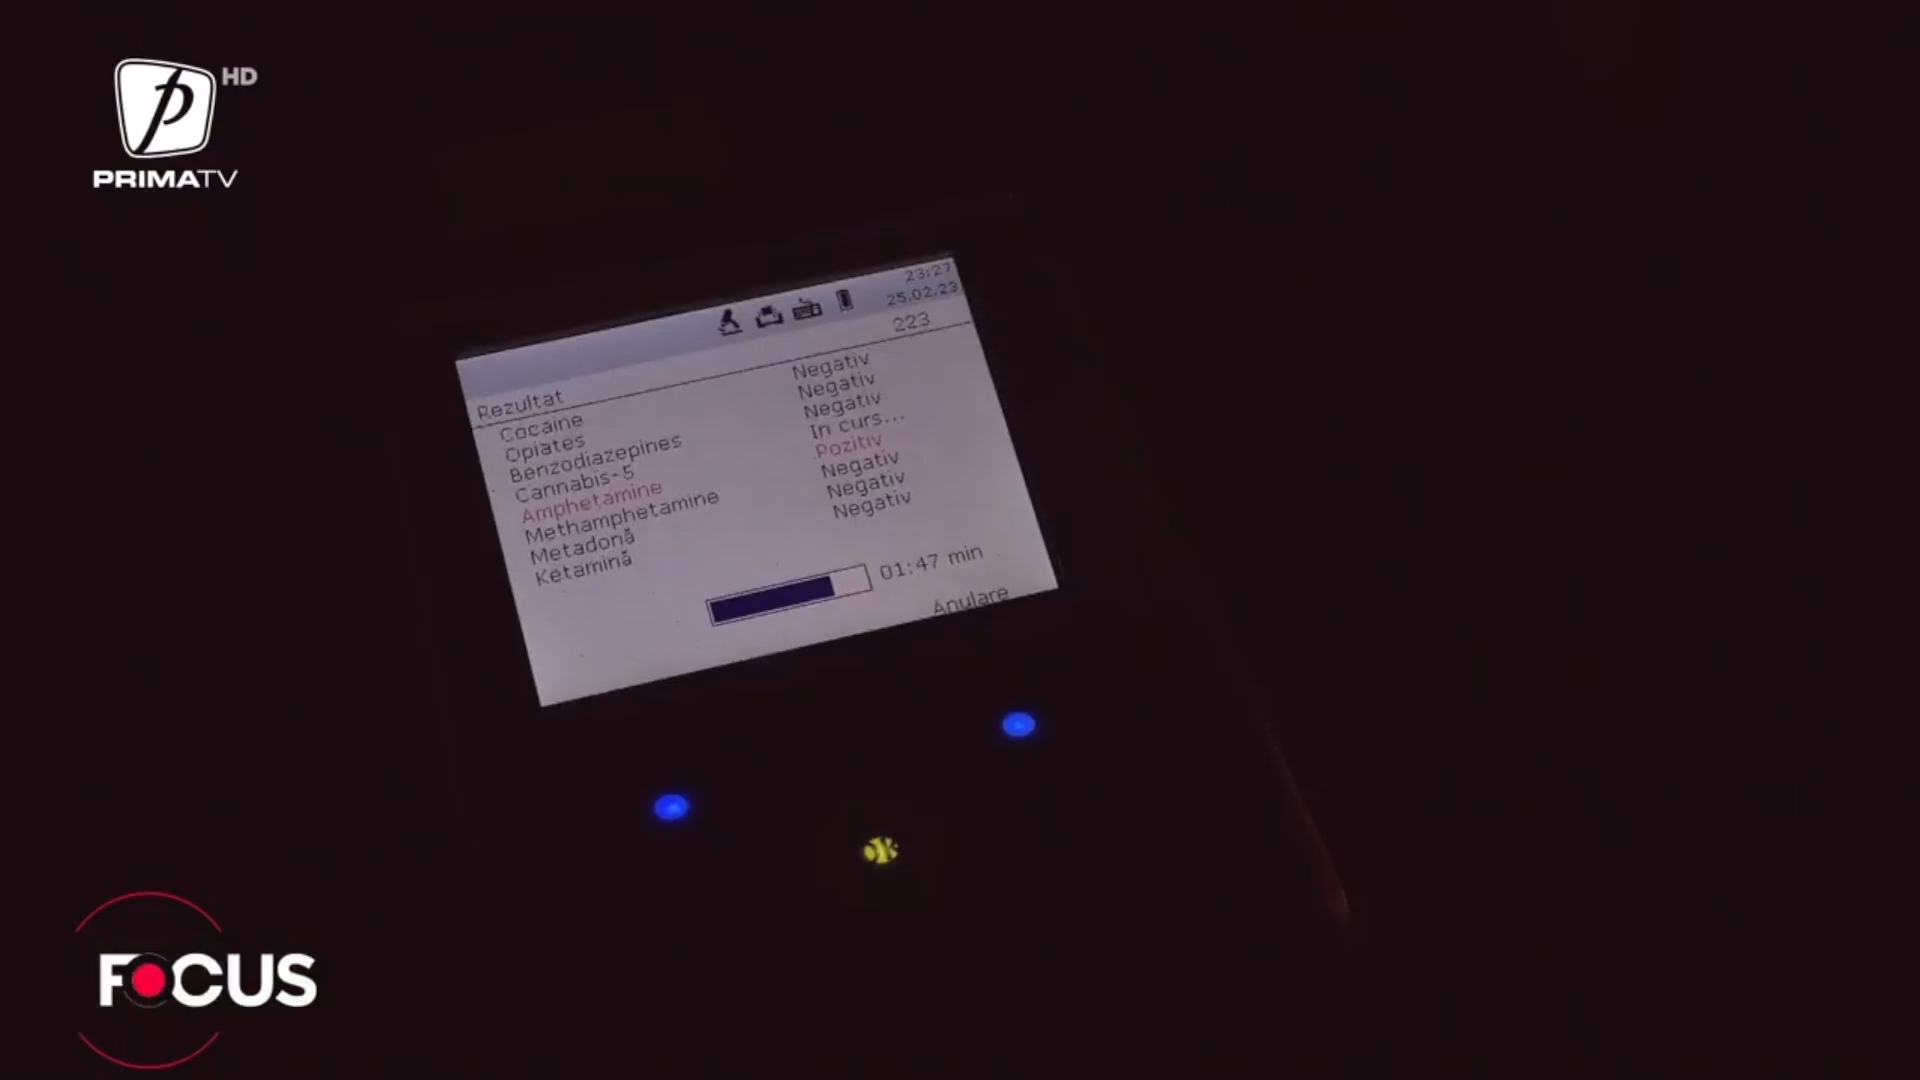 HD
PRIMATV
23:27
25.02.23
223
Rezultat
Cocaine Negativ
Opiates Negativ
Benzodiazepines Negativ
Cannabis-5 In curs...
Amphetamine Pozitiv
Methamphetamine Negativ
Metadonă Negativ
Ketamină Negativ
01:47 min
Anulare
ok
FOCUS